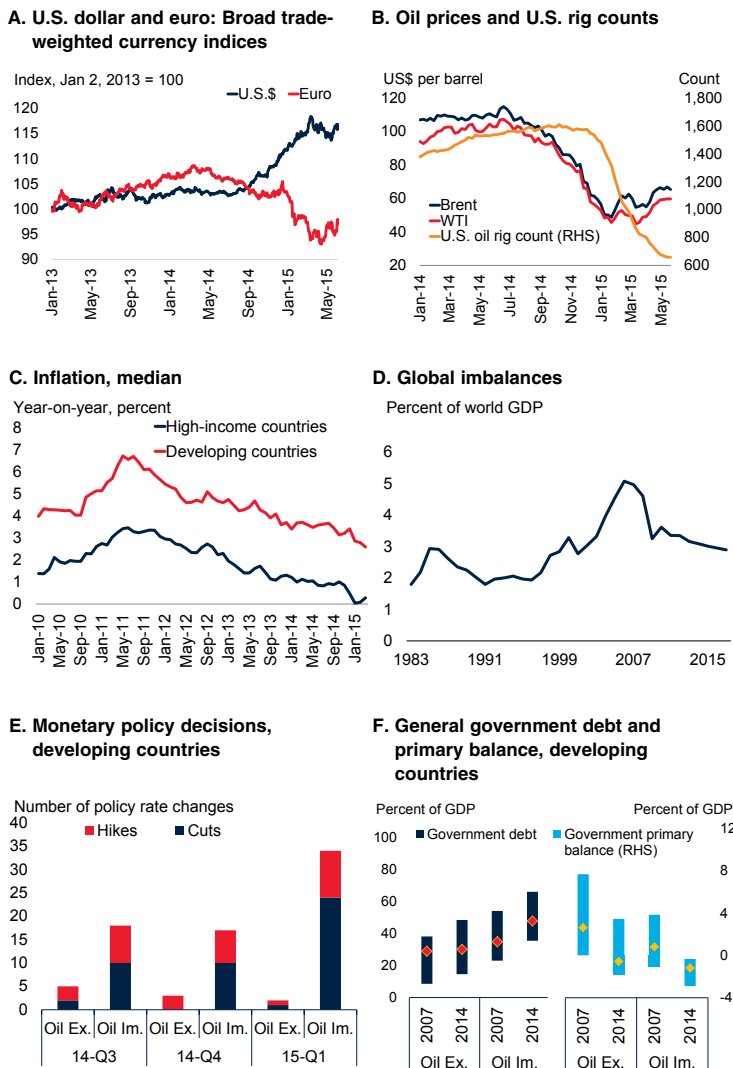 A. U.S. dollar and euro: Broad trade-
weighted currency indices
Index, Jan 2, 2013 = 100
U.S.$ Euro
120
115
110
105
100
95
90
Jan-13 May-13 Sep-13 Jan-14 May-14 Sep-14 Jan-15 May-15
B. Oil prices and U.S. rig counts
US$ per barrel Count
120 1,800
100 1,600
80 1,400
60 1,200
40 1,000
20 800
600
Brent
WTI
U.S. oil rig count (RHS)
Jan-14 Mar-14 May-14 Jul-14 Sep-14 Nov-14 Jan-15 Mar-15 May-15
C. Inflation, median
Year-on-year, percent
High-income countries
Developing countries
8
7
6
5
4
3
2
1
0
Jan-10 May-10 Sep-10 Jan-11 May-11 Sep-11 Jan-12 May-12 Sep-12 Jan-13 May-13 Sep-13 Jan-14 May-14 Sep-14 Jan-15
D. Global imbalances
Percent of world GDP
6
5
4
3
2
1
0
1983 1991 1999 2007 2015
E. Monetary policy decisions,
developing countries
Number of policy rate changes
Hikes Cuts
40
35
30
25
20
15
10
5
0
Oil Ex. Oil Im. Oil Ex. Oil Im. Oil Ex. Oil Im.
14-Q3 14-Q4 15-Q1
F. General government debt and
primary balance, developing
countries
Percent of GDP Percent of GDP
Government debt Government primary
balance (RHS)
100
80
60
40
20
0
12
8
4
0
-4
2007 2014 2007 2014 2007 2014 2007 2014
Oil Ex. Oil Im. Oil Ex. Oil Im.